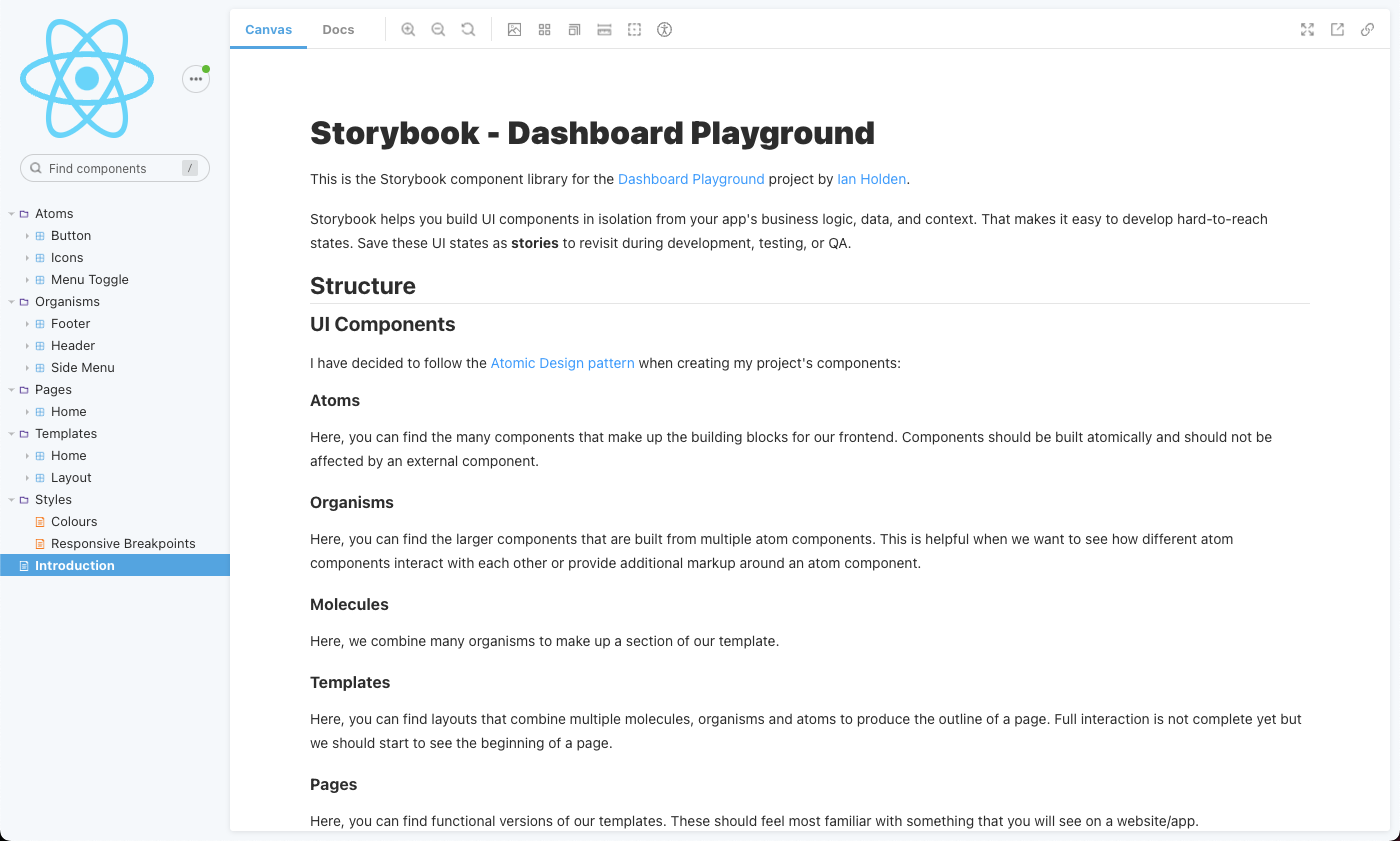 Canvas Docs
Find components /
Atoms
Button
Icons
Menu Toggle
Organisms
Footer
Header
Side Menu
Pages
Home
Templates
Home
Layout
Styles
Colours
Responsive Breakpoints
Introduction
Storybook - Dashboard Playground
This is the Storybook component library for the Dashboard Playground project by Ian Holden.
Storybook helps you build UI components in isolation from your app's business logic, data, and context. That makes it easy to develop hard-to-reach
states. Save these UI states as stories to revisit during development, testing, or QA.
Structure
UI Components
I have decided to follow the Atomic Design pattern when creating my project's components:
Atoms
Here, you can find the many components that make up the building blocks for our frontend. Components should be built atomically and should not be
affected by an external component.
Organisms
Here, you can find the larger components that are built from multiple atom components. This is helpful when we want to see how different atom
components interact with each other or provide additional markup around an atom component.
Molecules
Here, we combine many organisms to make up a section of our template.
Templates
Here, you can find layouts that combine multiple molecules, organisms and atoms to produce the outline of a page. Full interaction is not complete yet but
we should start to see the beginning of a page.
Pages
Here, you can find functional versions of our templates. These should feel most familiar with something that you will see on a website/app.